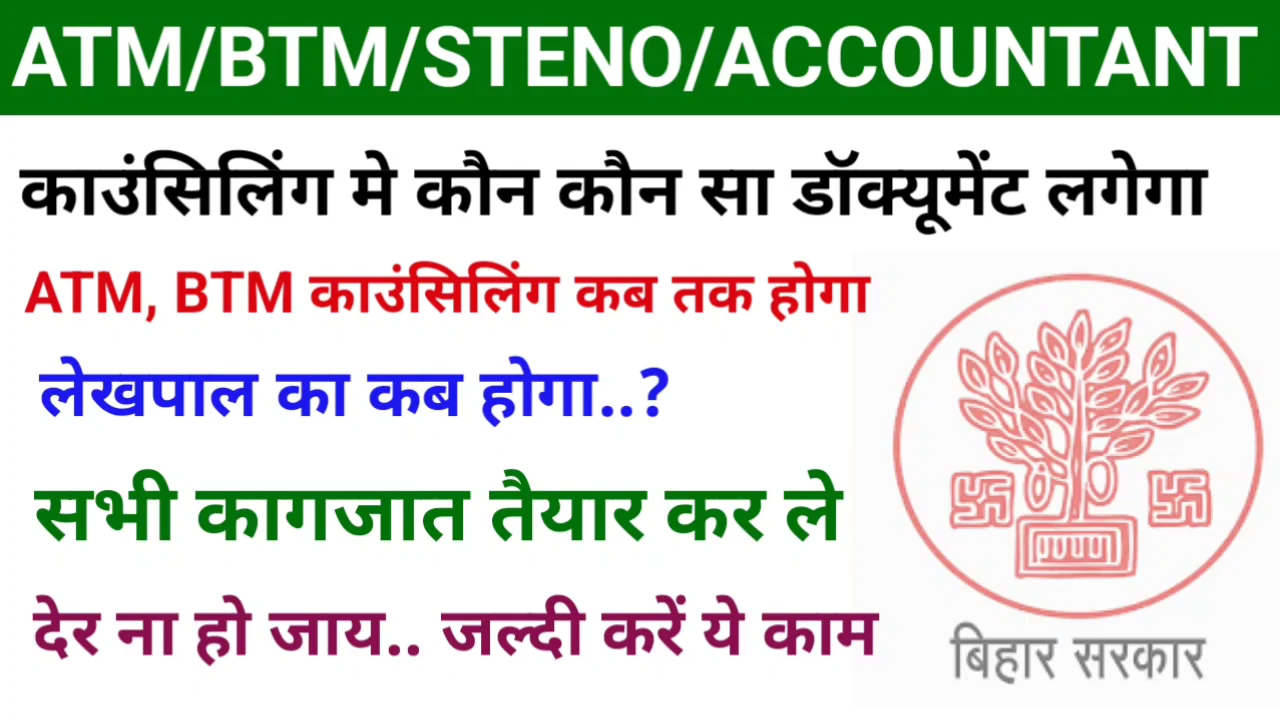 ATM/BTM/STENO/ACCOUNTANT
काउंसिलिंग मे कौन कौन सा डॉक्यूमेंट लगेगा
ATM, BTM काउंसिलिंग कब तक होगा
लेखपाल का कब होगा..?
सभी कागजात तैयार कर ले
देर ना हो जाय.. जल्दी करें ये काम
बिहार सरकार